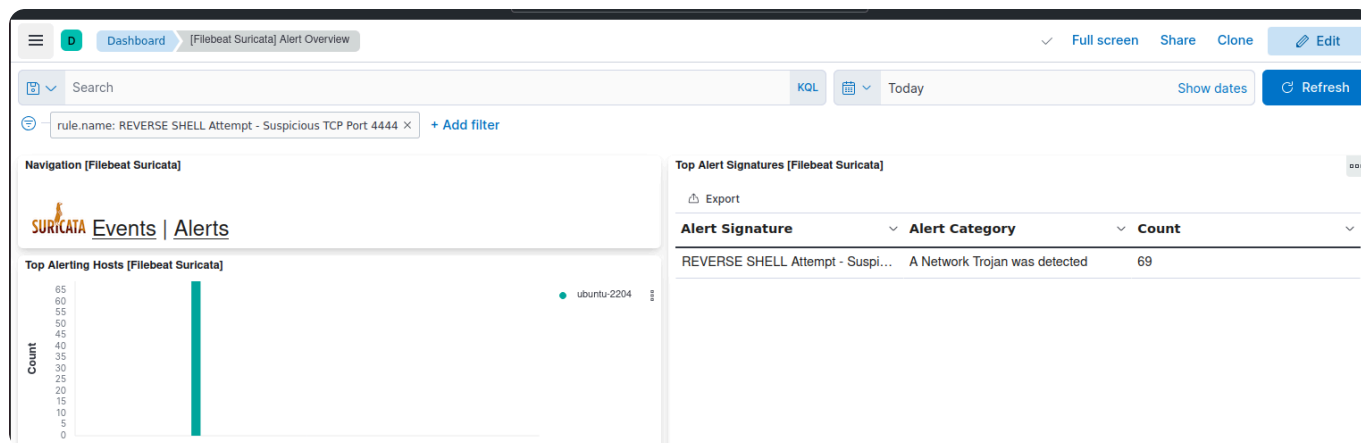 D Dashboard [Filebeat Suricata] Alert Overview Full screen Share Clone Edit
Search KQL Today Show dates Refresh
rule.name: REVERSE SHELL Attempt - Suspicious TCP Port 4444 × + Add filter
Navigation [Filebeat Suricata]
SURICATA Events | Alerts
Top Alerting Hosts [Filebeat Suricata]
65
60
55
50
45
40
35
30
25
20
15
10
5
0
Count
ubuntu-2204
Top Alert Signatures [Filebeat Suricata]
Export
Alert Signature Alert Category Count
REVERSE SHELL Attempt - Suspi... A Network Trojan was detected 69